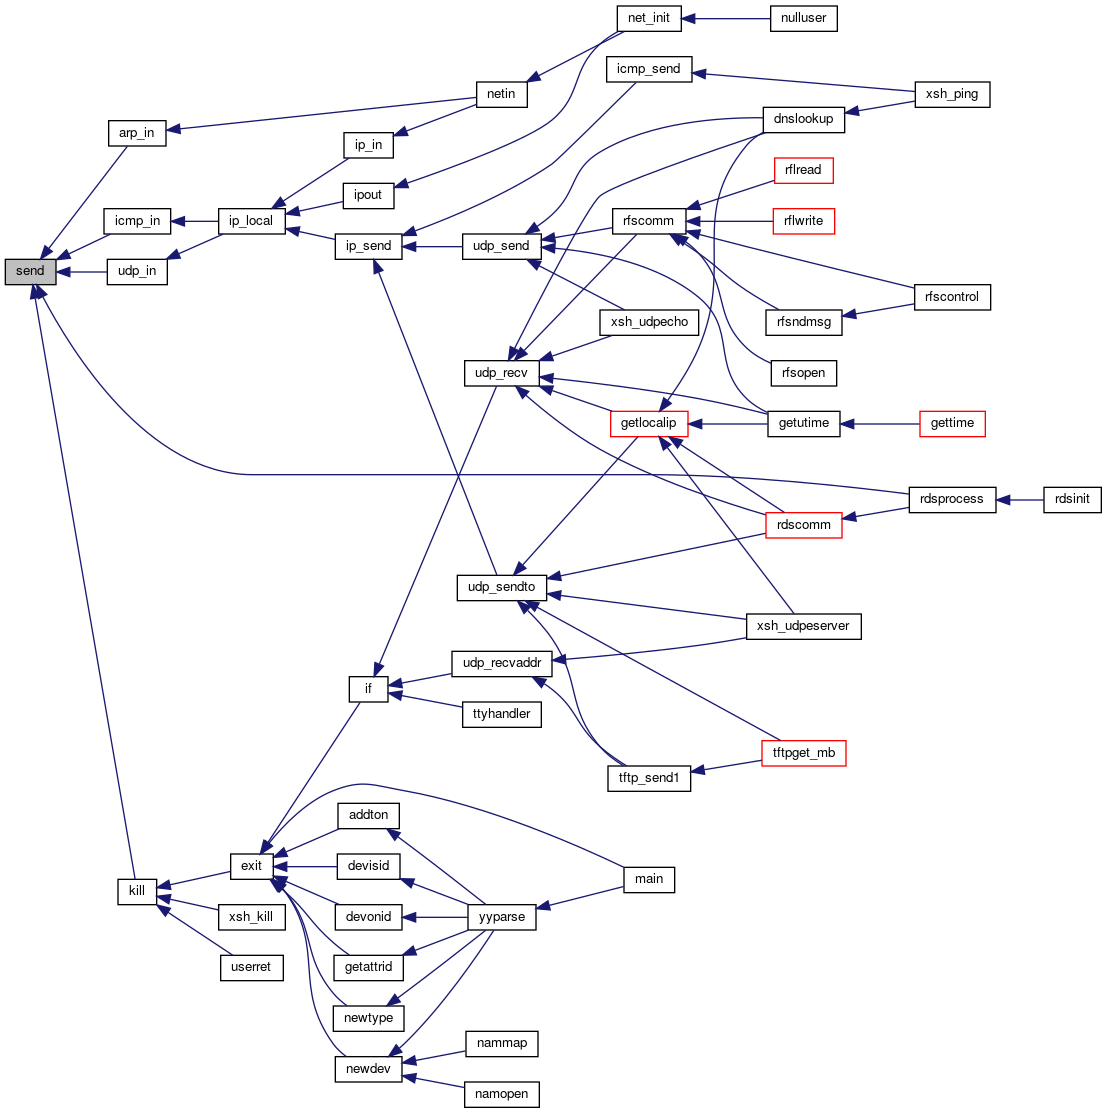 net_init
nulluser
icmp_send
netin
xsh_ping
dnslookup
arp_in
ip_in
rflread
ipout
icmp_in
ip_local
rfscomm
rflwrite
ip_send
udp_send
send
udp_in
rfscontrol
xsh_udpecho
rfsndmsg
udp_recv
rfsopen
getlocalip
getutime
gettime
rdsprocess
rdsinit
rdscomm
udp_sendto
xsh_udpeserver
udp_recvaddr
if
ttyhandler
tftpget_mb
tftp_send1
addton
exit
devisid
main
kill
xsh_kill
devonid
yyparse
userret
getattrid
newtype
nammap
newdev
namopen